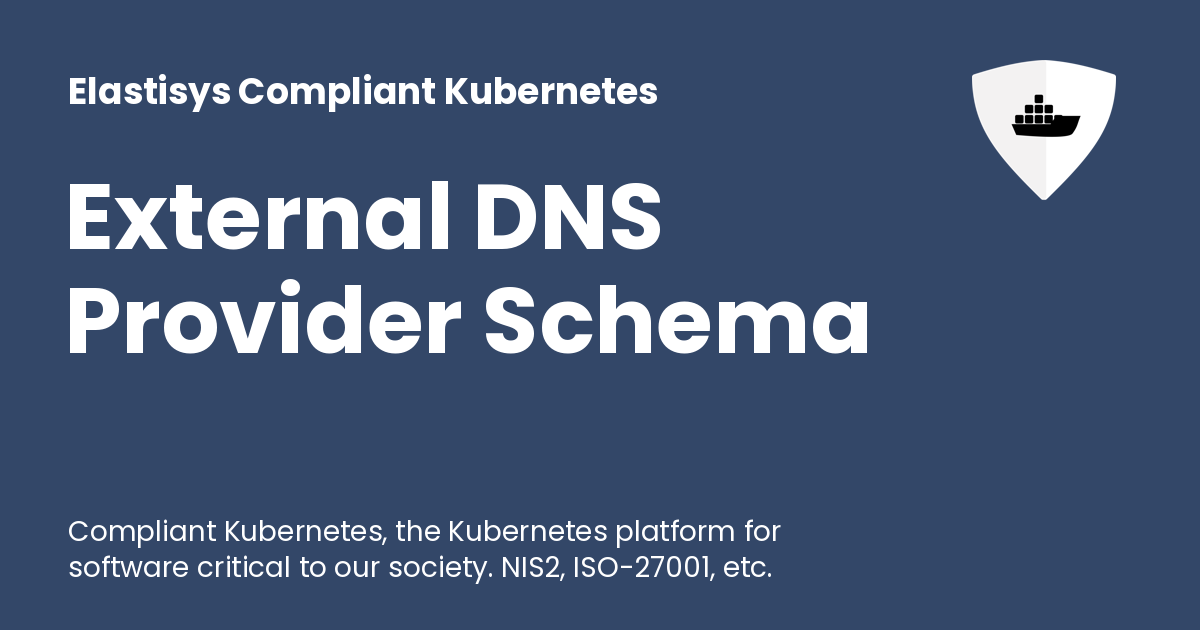 Elastisys Compliant Kubernetes
External DNS
Provider Schema
Compliant Kubernetes, the Kubernetes platform for
software critical to our society. NIS2, ISO-27001, etc.